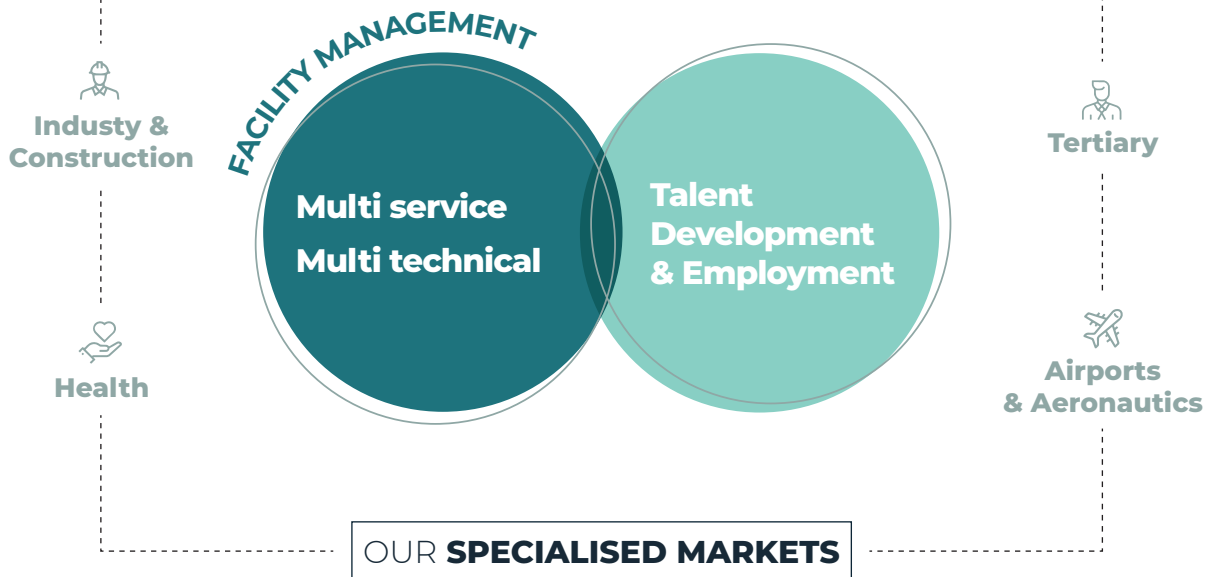 FACILITY MANAGEMENT
Industy &
Construction
Health
Multi service
Multi technical
Talent
Development
& Employment
Tertiary
Airports
& Aeronautics
OUR SPECIALISED MARKETS